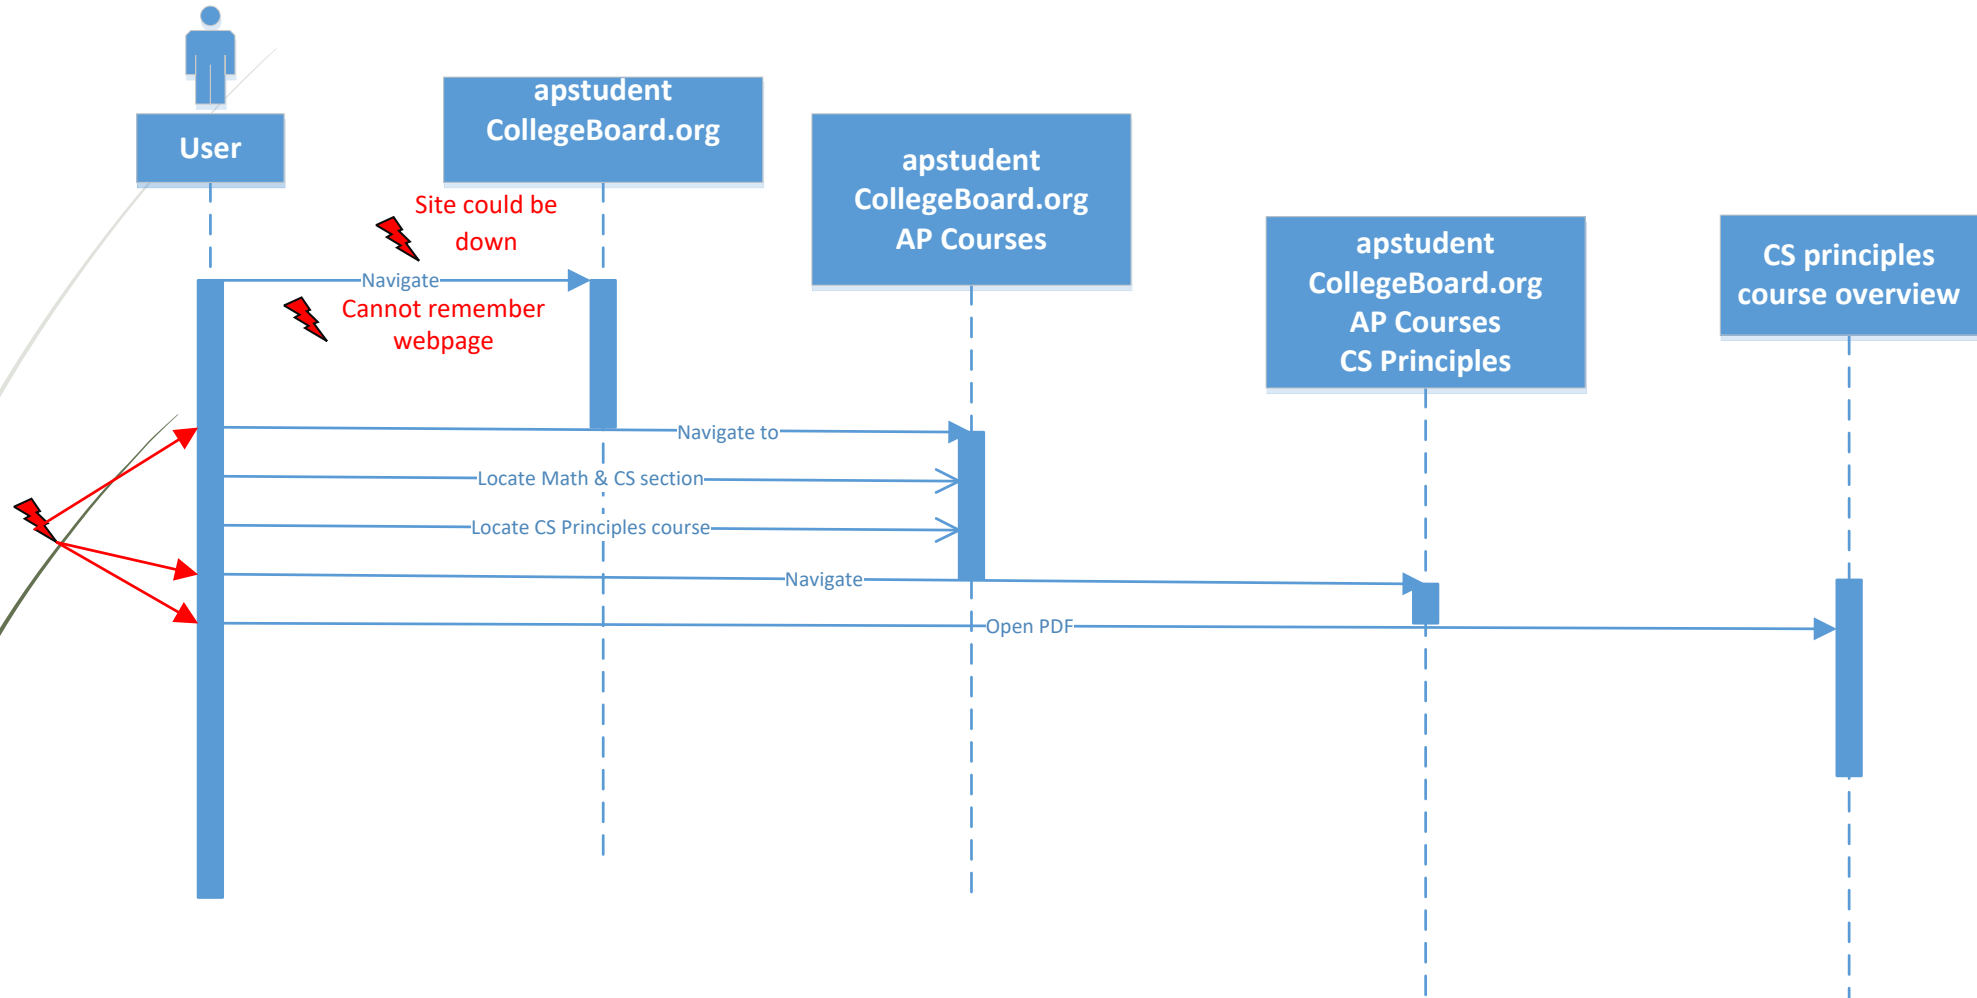 User
apstudent
CollegeBoard.org
apstudent
CollegeBoard.org
AP Courses
apstudent
CollegeBoard.org
AP Courses
CS Principles
CS principles
course overview
Site could be
down
Navigate
Cannot remember
webpage
Navigate to
Locate Math & CS section
Locate CS Principles course
Navigate
Open PDF